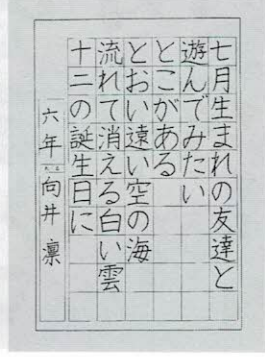 七月生まれの友達と
遊んでみたい
とこがある
とおい遠い空の海
流れて消える白い雲
十二の誕生日に
六年 向井 凛